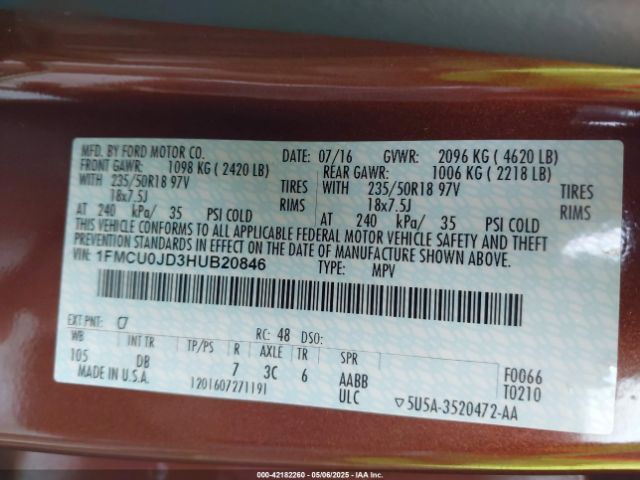 MFD. BY FORD MOTOR CO.
DATE: 07/16 GVWR: 2096 KG ( 4620 LB)
FRONT GAWR: 1098 KG ( 2420 LB) REAR GAWR: 1006 KG ( 2218 LB)
WITH 235/50R18 97V TIRES WITH 235/50R18 97V TIRES
18x7.5J RIMS 18x7.5J RIMS
AT 240 kPa/ 35 PSI COLD AT 240 kPa/ 35 PSI COLD
THIS VEHICLE CONFORMS TO ALL APPLICABLE FEDERAL MOTOR VEHICLE SAFETY AND THEFT
PREVENTION STANDARDS IN EFFECT ON THE DATE OF MANUFACTURE SHOWN ABOVE.
VIN: 1FMCU0JD3HUB20846 TYPE: MPV
EXT PNT: C7 RC: 48 DSO:
WB INT TR TP/PS R AXLE TR SPR
105 DB 7 3C 6 AABB
F0066
T0210
MADE IN U.S.A. 1201607271191 ULC
▽5U5A-3520472-AA
000-42182260 - 05/06/2025 - IAA Inc.